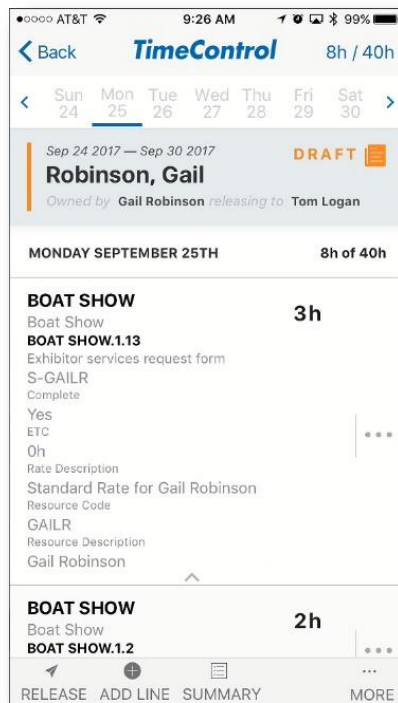 AT&T 9:26 AM 99%
Back TimeControl 8h / 40h
Sun Mon Tue Wed Thu Fri Sat
24 25 26 27 28 29 30
Sep 24 2017 — Sep 30 2017
DRAFT
Robinson, Gail
Owned by Gail Robinson releasing to Tom Logan
MONDAY SEPTEMBER 25TH 8h of 40h
BOAT SHOW
3h
Boat Show
BOAT SHOW.1.13
Exhibitor services request form
S-GAILR
Complete
Yes
ETC
0h
Rate Description
Standard Rate for Gail Robinson
Resource Code
GAILR
Resource Description
Gail Robinson
BOAT SHOW
2h
Boat Show
BOAT SHOW.1.2
RELEASE ADD LINE SUMMARY MORE